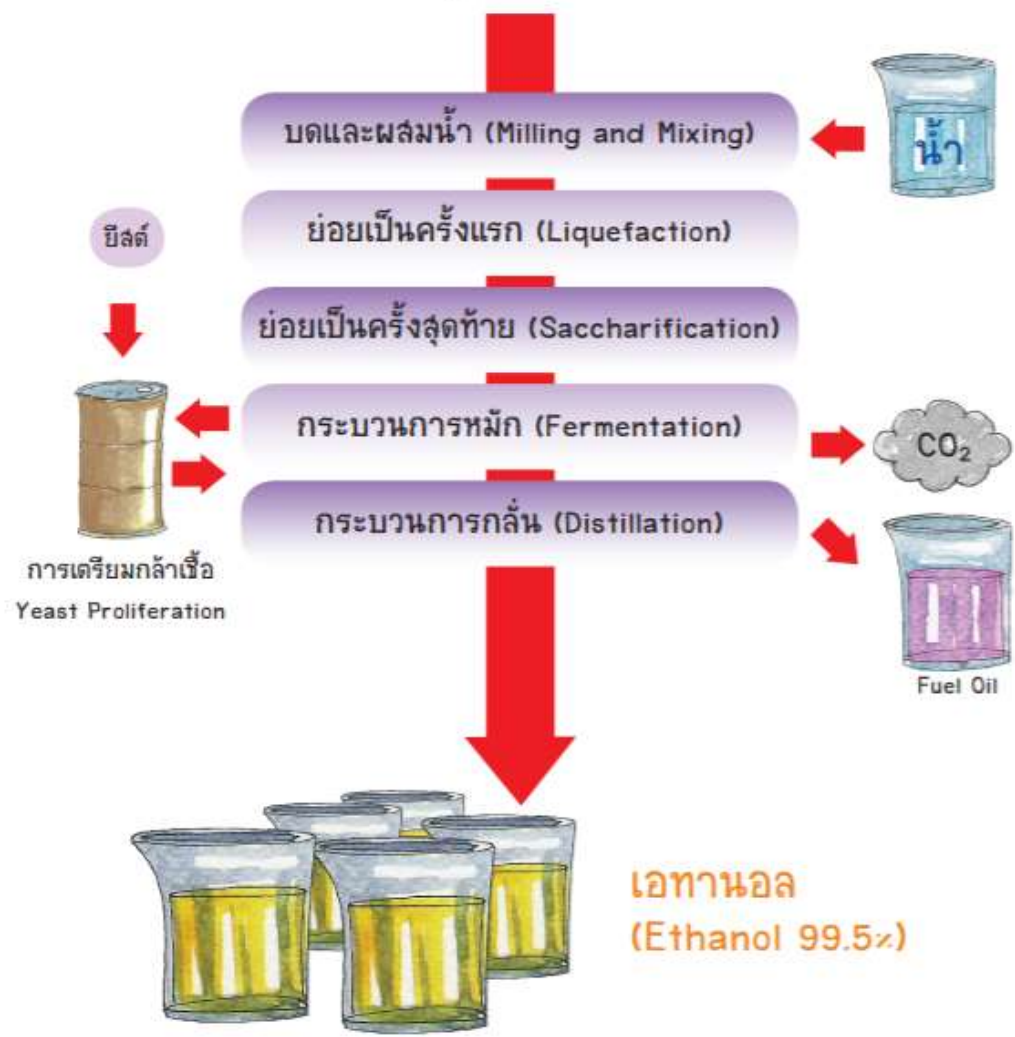 บดและผสมน้ำ (Milling and Mixing)
น้ำ
ย่อยเป็นครั้งแรก (Liquefaction)
ยีสต์
ย่อยเป็นครั้งสุดท้าย (Saccharification)
กระบวนการหมัก (Fermentation)
CO₂
กระบวนการกลั่น (Distillation)
การเตรียมกล้าเชื้อ
Yeast Proliferation
Fuel Oil
เอทานอล
(Ethanol 99.5%)